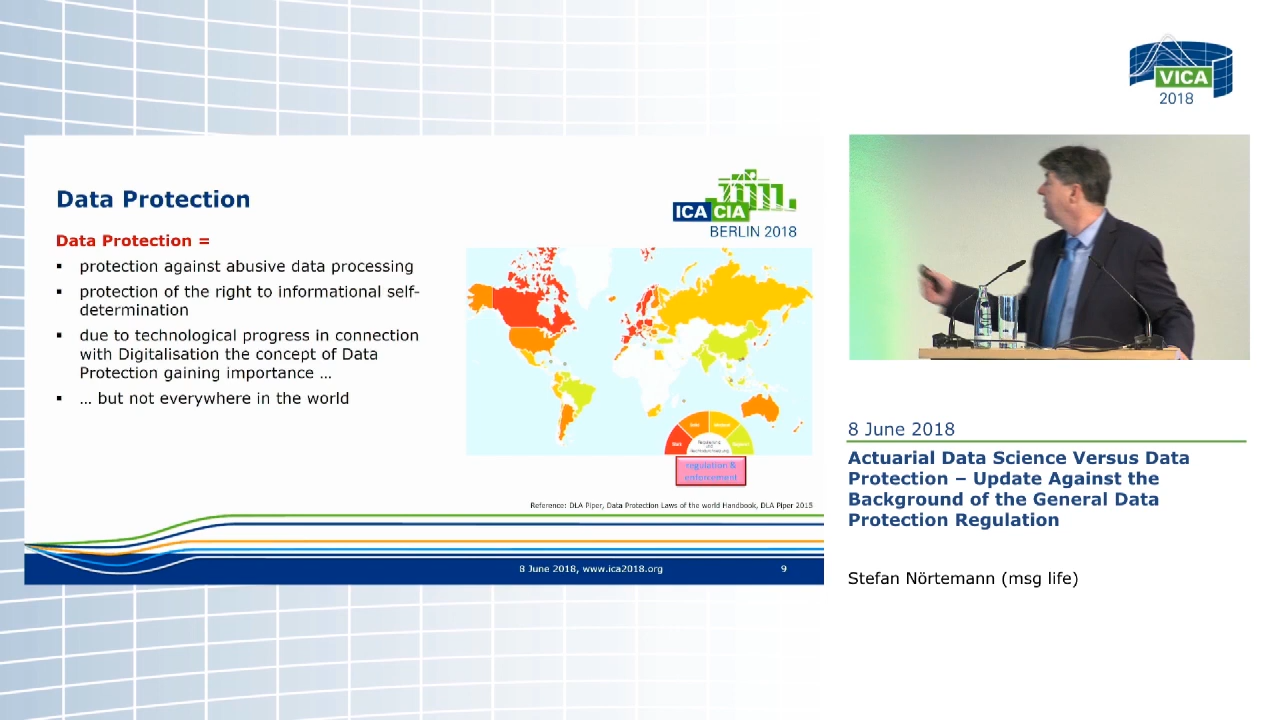 VICA
2018
Data Protection
ICA CIA
BERLIN 2018
Data Protection =
▪ protection against abusive data processing
▪ protection of the right to informational self-
determination
▪ due to technological progress in connection
with Digitalisation the concept of Data
Protection gaining importance …
▪ … but not everywhere in the world
regulation &
enforcement
Reference: DLA Piper, Data Protection Laws of the world Handbook, DLA Piper 2015
8 June 2018, www.ica2018.org
9
8 June 2018
Actuarial Data Science Versus Data
Protection – Update Against the
Background of the General Data
Protection Regulation
Stefan Nörtemann (msg life)